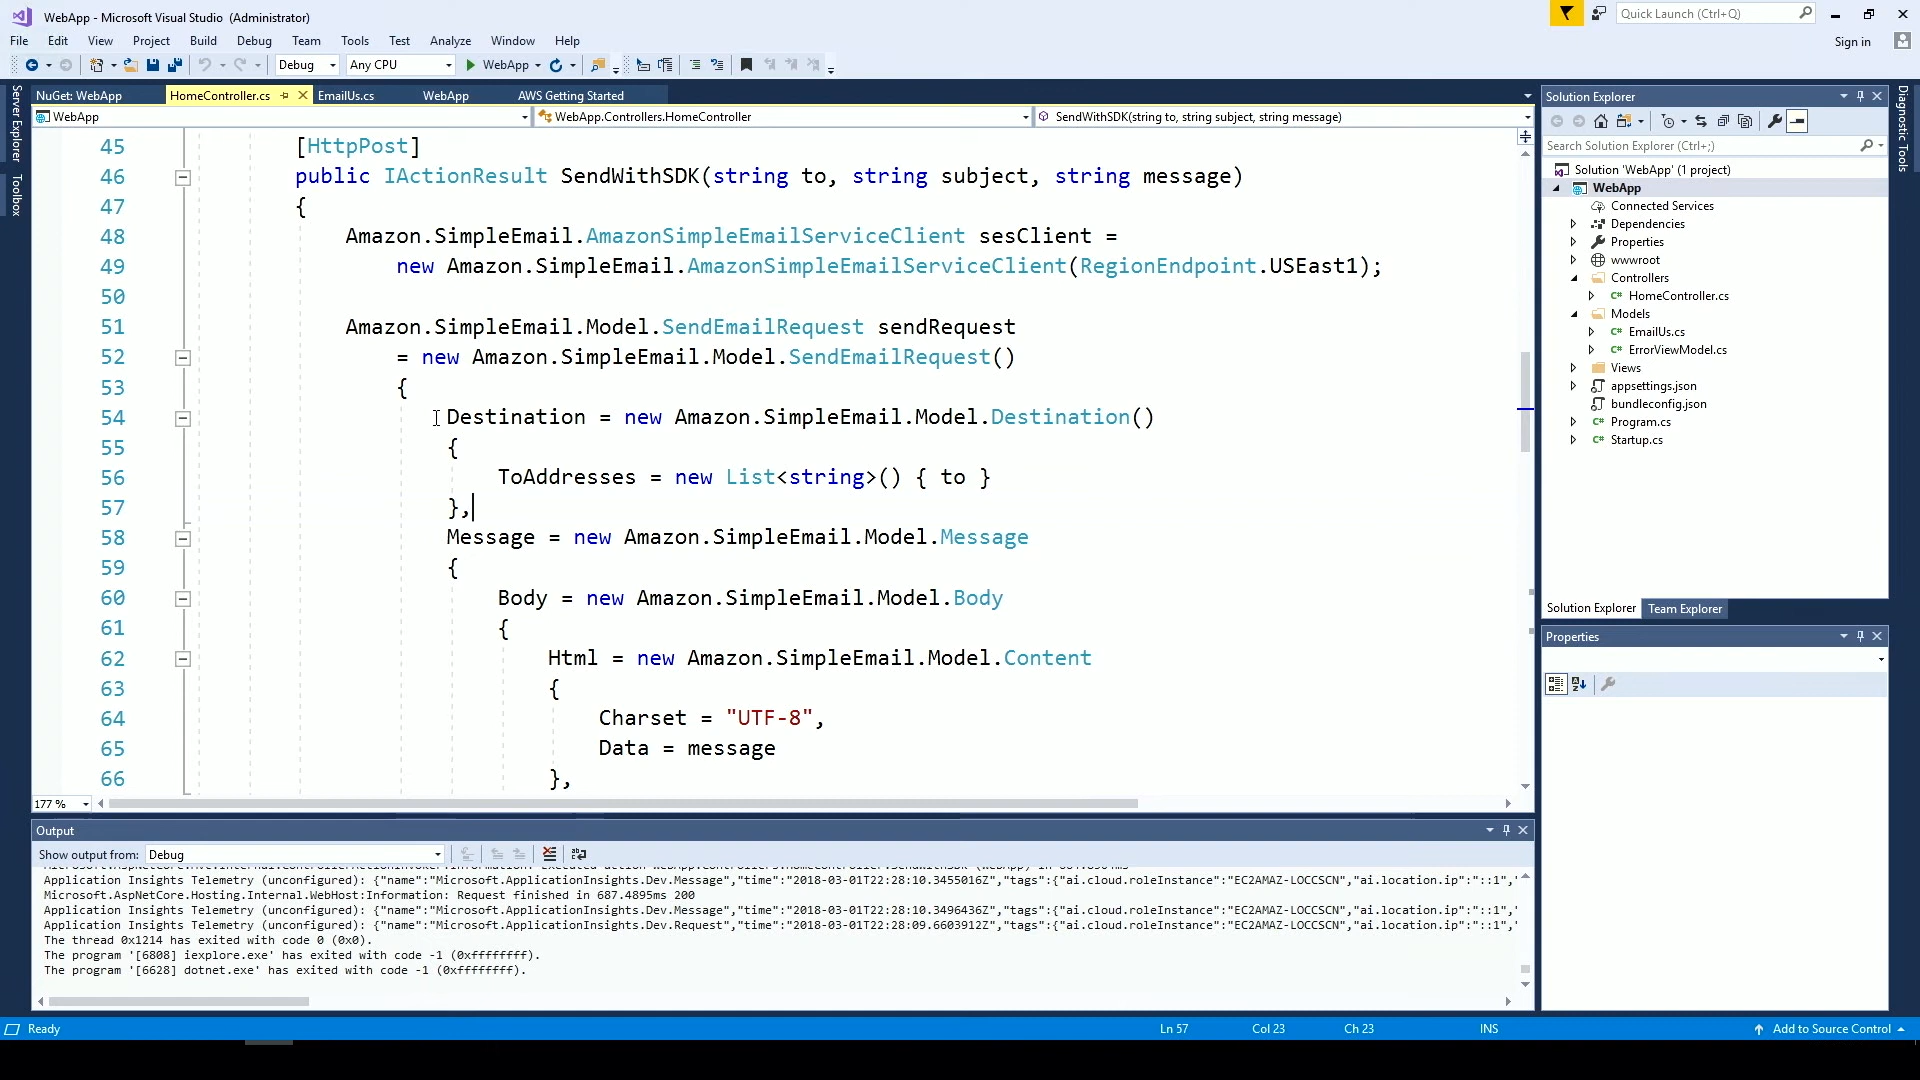 WebApp - Microsoft Visual Studio (Administrator)
Quick Launch (Ctrl+Q)
File Edit View Project Build Debug Team Tools Test Analyze Window Help
Sign in
Debug Any CPU WebApp
Server Explorer
Toolbox
NuGet: WebApp HomeController.cs EmailUs.cs WebApp AWS Getting Started
WebApp WebApp.Controllers.HomeController SendWithSDK(string to, string subject, string message)
45 [HttpPost]
46 public IActionResult SendWithSDK(string to, string subject, string message)
47 {
48 Amazon.SimpleEmail.AmazonSimpleEmailServiceClient sesClient =
49 new Amazon.SimpleEmail.AmazonSimpleEmailServiceClient(RegionEndpoint.USEast1);
50
51 Amazon.SimpleEmail.Model.SendEmailRequest sendRequest
52 = new Amazon.SimpleEmail.Model.SendEmailRequest()
53 {
54 Destination = new Amazon.SimpleEmail.Model.Destination()
55 {
56 ToAddresses = new List<string>() { to }
57 },
58 Message = new Amazon.SimpleEmail.Model.Message
59 {
60 Body = new Amazon.SimpleEmail.Model.Body
61 {
62 Html = new Amazon.SimpleEmail.Model.Content
63 {
64 Charset = "UTF-8",
65 Data = message
66 },
177 %
Output
Show output from: Debug
Application Insights Telemetry (unconfigured): {"name":"Microsoft.ApplicationInsights.Dev.Message","time":"2018-03-01T22:28:10.3455016Z","tags":{"ai.cloud.roleInstance":"EC2AMAZ-LOCCSCN","ai.location.ip":"::1",
Microsoft.AspNetCore.Hosting.Internal.WebHost:Information: Request finished in 687.4895ms 200
Application Insights Telemetry (unconfigured): {"name":"Microsoft.ApplicationInsights.Dev.Message","time":"2018-03-01T22:28:10.3496436Z","tags":{"ai.cloud.roleInstance":"EC2AMAZ-LOCCSCN","ai.location.ip":"::1",
Application Insights Telemetry (unconfigured): {"name":"Microsoft.ApplicationInsights.Dev.Request","time":"2018-03-01T22:28:09.6603912Z","tags":{"ai.cloud.roleInstance":"EC2AMAZ-LOCCSCN","ai.location.ip":"::1",
The thread 0x1214 has exited with code 0 (0x0).
The program '[6808] iexplore.exe' has exited with code -1 (0xffffffff).
The program '[6628] dotnet.exe' has exited with code -1 (0xffffffff).
Solution Explorer
Search Solution Explorer (Ctrl+;)
Solution 'WebApp' (1 project)
WebApp
Connected Services
Dependencies
Properties
wwwroot
Controllers
C# HomeController.cs
Models
C# EmailUs.cs
C# ErrorViewModel.cs
Views
appsettings.json
bundleconfig.json
C# Program.cs
C# Startup.cs
Solution Explorer Team Explorer
Properties
Diagnostic Tools
Ready Ln 57 Col 23 Ch 23 INS Add to Source Control